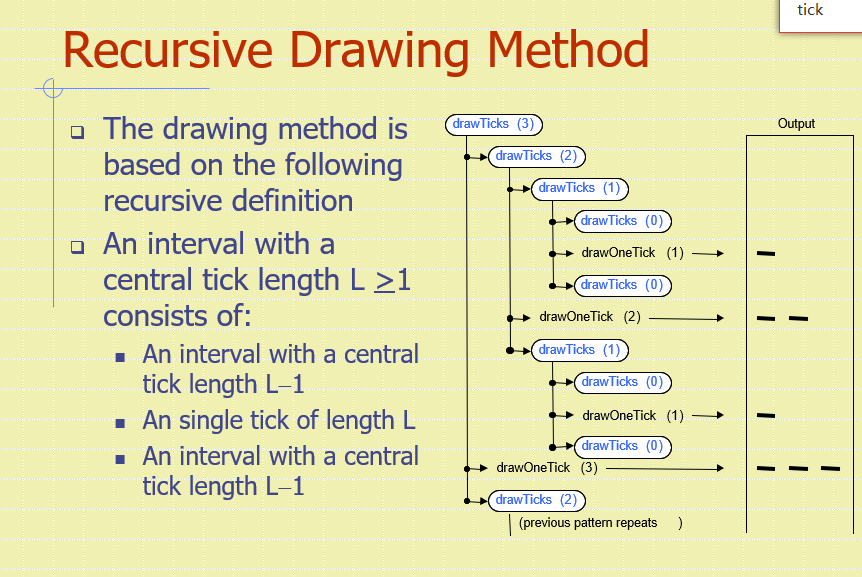 tick
Recursive Drawing Method
The drawing method is
based on the following
recursive definition
An interval with a
central tick length L >1
consists of:
An interval with a central
tick length L–1
An single tick of length L
An interval with a central
tick length L–1
drawTicks (3)
Output
drawTicks (2)
drawTicks (1)
drawTicks (0)
drawOneTick (1)
drawTicks (0)
drawOneTick (2)
drawTicks (1)
drawTicks (0)
drawOneTick (1)
drawTicks (0)
drawOneTick (3)
drawTicks (2)
(previous pattern repeats )